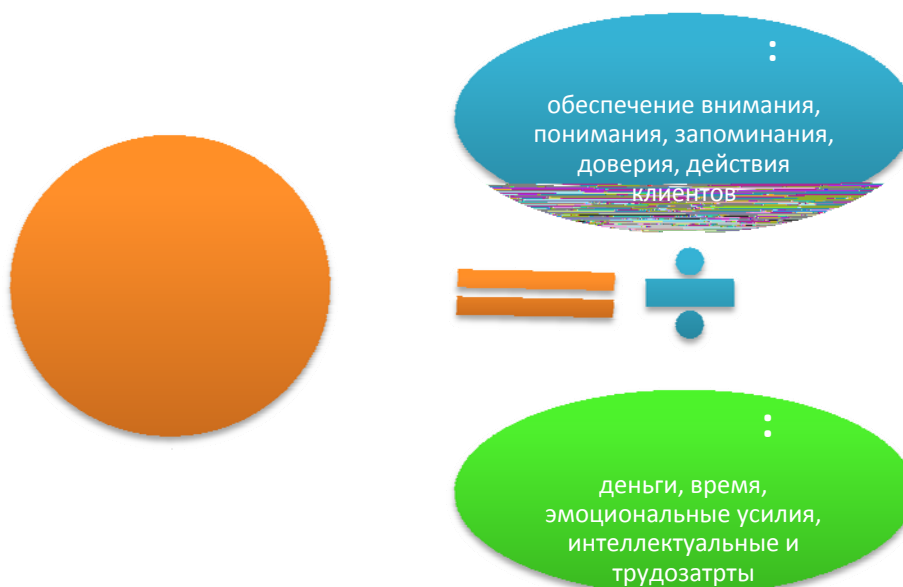 :
обеспечение внимания,
понимания, запоминания,
доверия, действия
клиентов
:
деньги, время,
эмоциональные усилия,
интеллектуальные и
трудозатрты